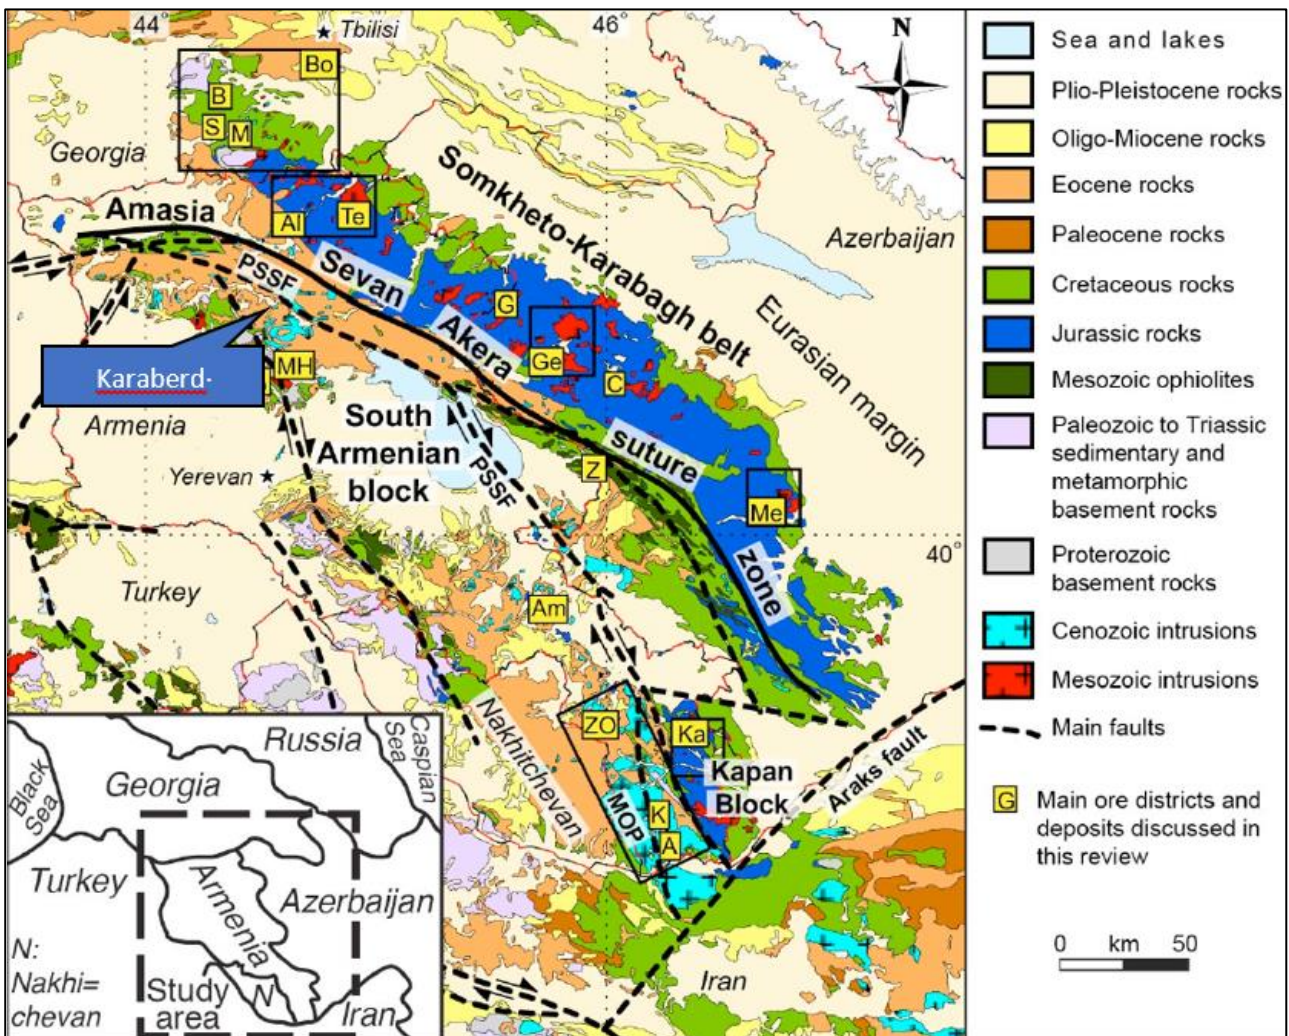 44°
46°
N
Tbilisi
Bo
B
S
M
Georgia
Amasia
Al
Te
Somkheto-Karabagh belt
Azerbaijan
Eurasian margin
PSSF
Sevan
Akera
suture
zone
G
Ge
C
Karaberd
MH
Armenia
South
Armenian
block
Yerevan
PSSF
Z
Me
40°
Turkey
Am
Nakhitchevan
ZO
Ka
Kapan
Block
MOP
K
A
Araks fault
Iran
Black
Sea
Russia
Caspian
Sea
Georgia
Turkey
Armenia
Azerbaijan
N:
Nakhi=
chevan
Study
area
N
Iran
Sea and lakes
Plio-Pleistocene rocks
Oligo-Miocene rocks
Eocene rocks
Paleocene rocks
Cretaceous rocks
Jurassic rocks
Mesozoic ophiolites
Paleozoic to Triassic
sedimentary and
metamorphic
basement rocks
Proterozoic
basement rocks
Cenozoic intrusions
Mesozoic intrusions
Main faults
G Main ore districts and
deposits discussed in
this review
0 km 50